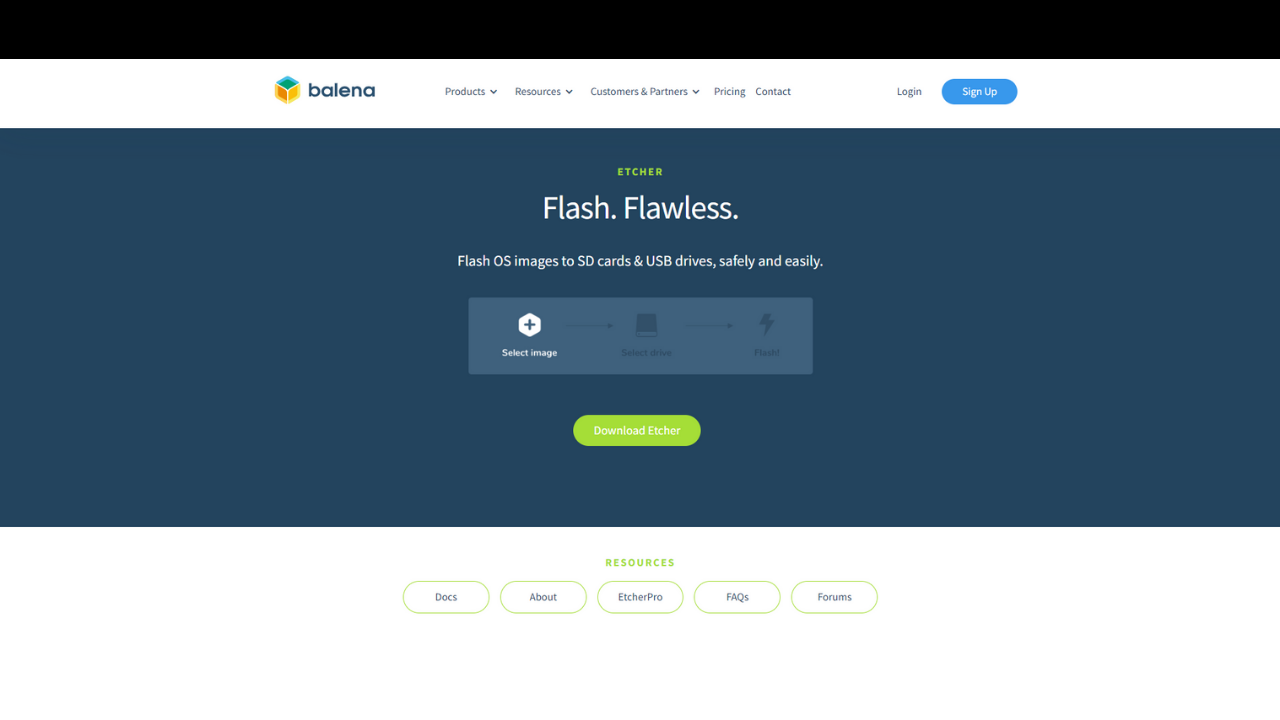 balena
Products Resources Customers & Partners Pricing Contact Login Sign Up
ETCHER
Flash. Flawless.
Flash OS images to SD cards & USB drives, safely and easily.
Select image Select drive Flash!
Download Etcher
RESOURCES
Docs About EtcherPro FAQs Forums